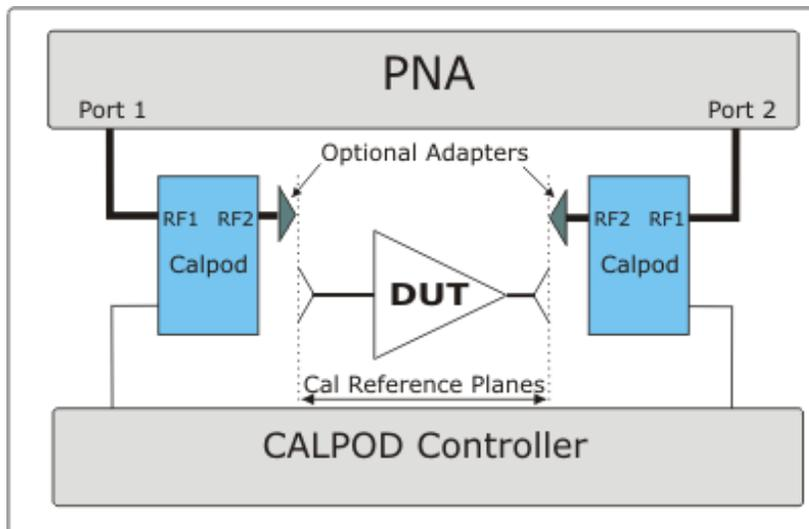 PNA
Port 1
Port 2
Optional Adapters
RF1 RF2
Calpod
RF2 RF1
Calpod
DUT
Cal Reference Planes
CALPOD Controller